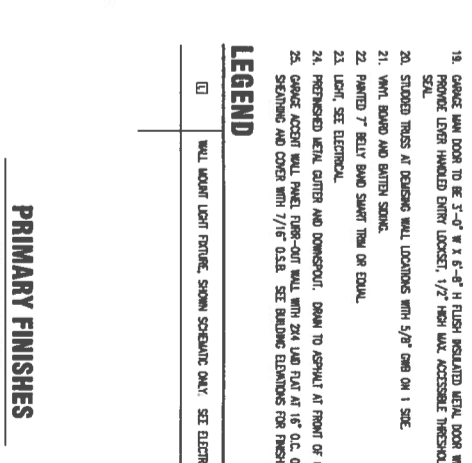 19. GARAGE MAN DOOR TO BE 3'-0" W X 6'-8" H FLUSH INSULATED METAL DOOR
PROVIDE LEVER HANDLED ENTRY LOCKSET, 1/2" HIGH MAX. ACCESSIBLE
SEAL
20. STUDDED TRUSS AT DEMISING WALL LOCATIONS WITH 5/8" GWB ON 1 SIDE.
21. VINYL BOARD AND BATTEN SIDING.
22. PAINTED 7" BELLY BAND SMART TRIM OR EQUAL
23. LIGHT, SEE ELECTRICAL.
24. PREFINISHED METAL GUTTER AND DOWNSPOUT. DRAIN TO ASPHALT AT FRONT OF
25. GARAGE ACCENT WALL PANEL FURR-OUT WALL WITH 2X4 LAID FLAT AT 16" O.C.
SHEATHING AND COVER WITH 7/16" O.S.B. SEE BUILDING ELEVATIONS FOR
LEGEND
L WALL MOUNT LIGHT FIXTURE, SHOWN SCHEMATIC ONLY. SEE
PRIMARY FINISHES